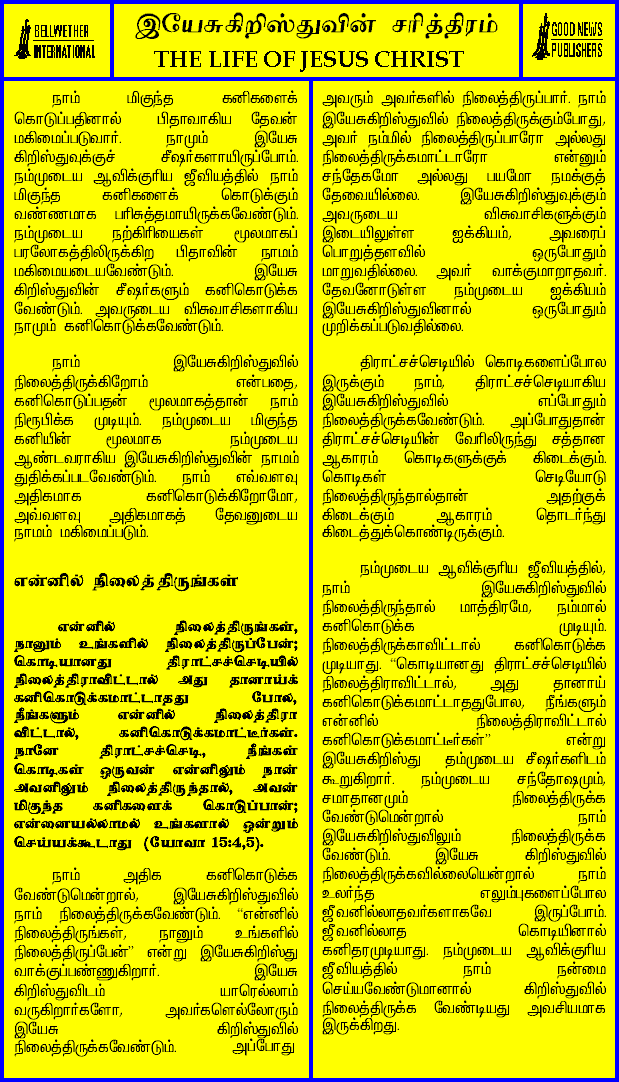 BELLWETHER
INTERNATIONAL
இயேசுகிறிஸ்துவின் சரித்திரம்
THE LIFE OF JESUS CHRIST
GOOD NEWS
PUBLISHERS
நாம் மிகுந்த கனிகளைக்
கொடுப்பதினால் பிதாவாகிய தேவன்
மகிமைப்படுவார். நாமும் இயேசு
கிறிஸ்துவுக்குச் சீஷர்களாயிருப்போம்.
நம்முடைய ஆவிக்குரிய ஜீவியத்தில் நாம்
மிகுந்த கனிகளைக் கொடுக்கும்
வண்ணமாக பரிசுத்தமாயிருக்கவேண்டும்.
நம்முடைய நற்கிரியைகள் மூலமாகப்
பரலோகத்திலிருக்கிற பிதாவின் நாமம்
மகிமையடையவேண்டும். இயேசு
கிறிஸ்துவின் சீஷர்களும் கனிகொடுக்க
வேண்டும். அவருடைய விசுவாசிகளாகிய
நாமும் கனிகொடுக்கவேண்டும்.
நாம் இயேசுகிறிஸ்துவில்
நிலைத்திருக்கிறோம் என்பதை,
கனிகொடுப்பதன் மூலமாகத்தான் நாம்
நிரூபிக்க முடியும். நம்முடைய மிகுந்த
கனியின் மூலமாக நம்முடைய
ஆண்டவராகிய இயேசுகிறிஸ்துவின் நாமம்
துதிக்கப்படவேண்டும். நாம் எவ்வளவு
அதிகமாக கனிகொடுக்கிறோமோ,
அவ்வளவு அதிகமாகத் தேவனுடைய
நாமம் மகிமைப்படும்.
என்னில் நிலைத்திருங்கள்
என்னில் நிலைத்திருங்கள்,
நானும் உங்களில் நிலைத்திருப்பேன்;
கொடியானது திராட்சச்செடியில்
நிலைத்திராவிட்டால் அது தானாய்க்
கனிகொடுக்கமாட்டாதது போல,
நீங்களும் என்னில் நிலைத்திரா
விட்டால், கனிகொடுக்கமாட்டீர்கள்.
நானே திராட்சச்செடி, நீங்கள்
கொடிகள் ஒருவன் என்னிலும் நான்
அவனிலும் நிலைத்திருந்தால், அவன்
மிகுந்த கனிகளைக் கொடுப்பான்;
என்னையல்லாமல் உங்களால் ஒன்றும்
செய்யக்கூடாது (யோவா 15:4,5).
நாம் அதிக கனிகொடுக்க
வேண்டுமென்றால், இயேசுகிறிஸ்துவில்
நாம் நிலைத்திருக்கவேண்டும். “என்னில்
நிலைத்திருங்கள், நானும் உங்களில்
நிலைத்திருப்பேன்” என்று இயேசுகிறிஸ்து
வாக்குப்பண்ணுகிறார். இயேசு
கிறிஸ்துவிடம் யாரெல்லாம்
வருகிறார்களோ, அவர்களெல்லோரும்
இயேசு கிறிஸ்துவில்
நிலைத்திருக்கவேண்டும். அப்போது
அவரும் அவர்களில் நிலைத்திருப்பார். நாம்
இயேசுகிறிஸ்துவில் நிலைத்திருக்கும்போது,
அவர் நம்மில் நிலைத்திருப்பாரோ அல்லது
நிலைத்திருக்கமாட்டாரோ என்னும்
சந்தேகமோ அல்லது பயமோ நமக்குத்
தேவையில்லை. இயேசுகிறிஸ்துவுக்கும்
அவருடைய விசுவாசிகளுக்கும்
இடையிலுள்ள ஐக்கியம், அவரைப்
பொறுத்தளவில் ஒருபோதும்
மாறுவதில்லை. அவர் வாக்குமாறாதவர்.
தேவனோடுள்ள நம்முடைய ஐக்கியம்
இயேசுகிறிஸ்துவினால் ஒருபோதும்
முறிக்கப்படுவதில்லை.
திராட்சச்செடியில் கொடிகளைப்போல
இருக்கும் நாம், திராட்சச்செடியாகிய
இயேசுகிறிஸ்துவில் எப்போதும்
நிலைத்திருக்கவேண்டும். அப்போதுதான்
திராட்சச்செடியின் வேரிலிருந்து சத்தான
ஆகாரம் கொடிகளுக்குக் கிடைக்கும்.
கொடிகள் செடியோடு
நிலைத்திருந்தால்தான் அதற்குக்
கிடைக்கும் ஆகாரம் தொடர்ந்து
கிடைத்துக்கொண்டிருக்கும்.
நம்முடைய ஆவிக்குரிய ஜீவியத்தில்,
நாம் இயேசுகிறிஸ்துவில்
நிலைத்திருந்தால் மாத்திரமே, நம்மால்
கனிகொடுக்க முடியும்.
நிலைத்திருக்காவிட்டால் கனிகொடுக்க
முடியாது. “கொடியானது திராட்சச்செடியில்
நிலைத்திராவிட்டால், அது தானாய்
கனிகொடுக்கமாட்டாததுபோல, நீங்களும்
என்னில் நிலைத்திராவிட்டால்
கனிகொடுக்கமாட்டீர்கள்” என்று
இயேசுகிறிஸ்து தம்முடைய சீஷர்களிடம்
கூறுகிறார். நம்முடைய சந்தோஷமும்,
சமாதானமும் நிலைத்திருக்க
வேண்டுமென்றால் நாம்
இயேசுகிறிஸ்துவிலும் நிலைத்திருக்க
வேண்டும். இயேசு கிறிஸ்துவில்
நிலைத்திருக்கவில்லையென்றால் நாம்
உலர்ந்த எலும்புகளைப்போல
ஜீவனில்லாதவர்களாகவே இருப்போம்.
ஜீவனில்லாத கொடியினால்
கனிதரமுடியாது. நம்முடைய ஆவிக்குரிய
ஜீவியத்தில் நாம் நன்மை
செய்யவேண்டுமானால் கிறிஸ்துவில்
நிலைத்திருக்க வேண்டியது அவசியமாக
இருக்கிறது.